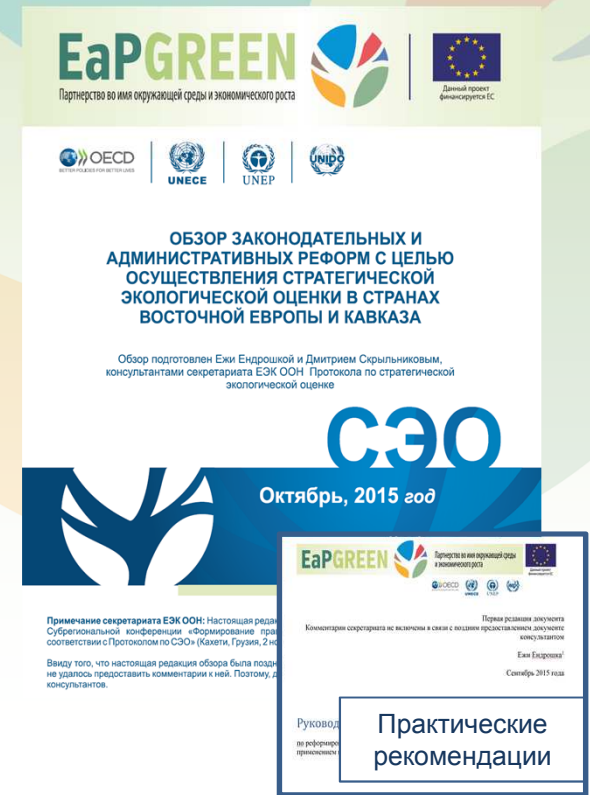 EaPGREEN
Партнерство во имя окружающей среды и экономического роста
Данный проект
финансируется ЕС
OECD
BETTER POLICIES FOR BETTER LIVES
UNECE
UNEP
UNIDO
ОБЗОР ЗАКОНОДАТЕЛЬНЫХ И
АДМИНИСТРАТИВНЫХ РЕФОРМ С ЦЕЛЬЮ
ОСУЩЕСТВЛЕНИЯ СТРАТЕГИЧЕСКОЙ
ЭКОЛОГИЧЕСКОЙ ОЦЕНКИ В СТРАНАХ
ВОСТОЧНОЙ ЕВРОПЫ И КАВКАЗА
Обзор подготовлен Ежи Ендрошкой и Дмитрием Скрыльниковым,
консультантами секретариата ЕЭК ООН Протокола по стратегической
экологической оценке
СЭО
Октябрь, 2015 год
Примечание секретариата ЕЭК ООН: Настоящая редак
Субрегиональной конференции «Формирование пра
соответствии с Протоколом по СЭО» (Кахети, Грузия, 2 но
Ввиду того, что настоящая редакция обзора была поздн
не удалось предоставить комментарии к ней. Поэтому, д
консультантов.
EaPGREEN
Партнерство во имя окружающей среды
и экономического роста
OECD
UNECE
UNEP
Первая редакция документа
Комментарии секретариата не включены в связи с поздним предоставлением документа
консультантом
Ежи Ендрошка¹
Сентябрь 2015 года
Руковод
по реформиро
применением
Практические
рекомендации